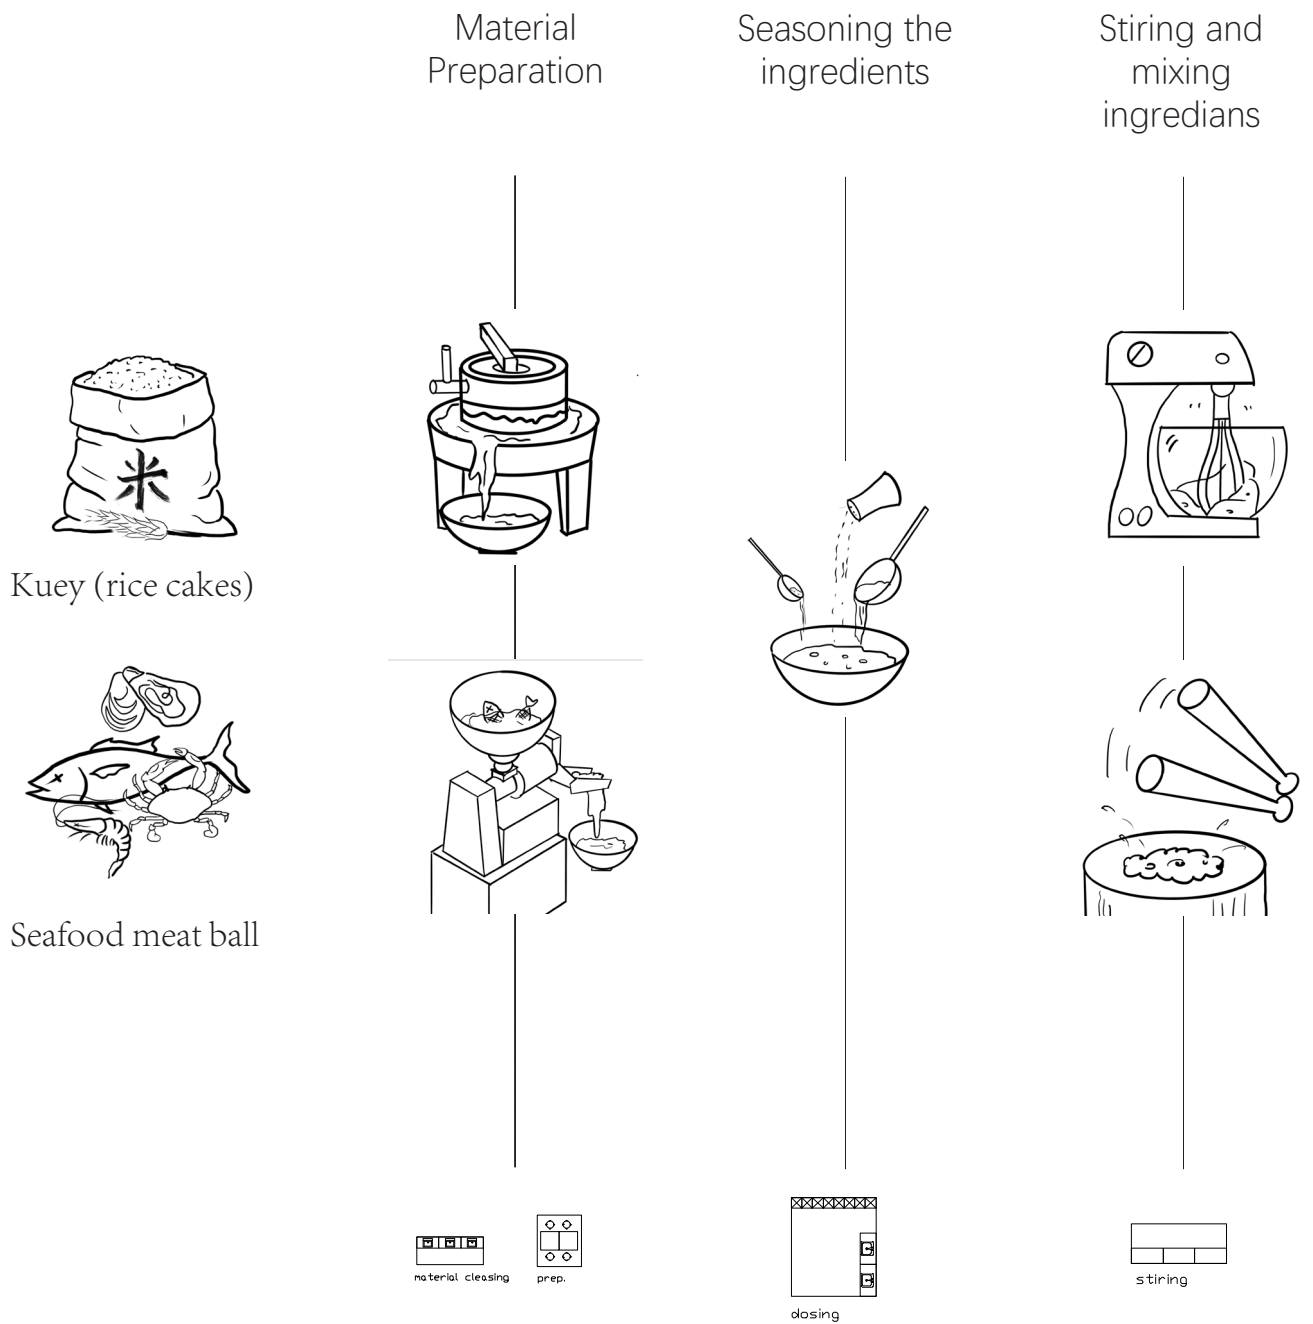 Material
Preparation
Seasoning the
ingredients
Stiring and
mixing
ingredians
米
Kuey (rice cakes)
Seafood meat ball
material cleasing
prep.
dosing
stiring